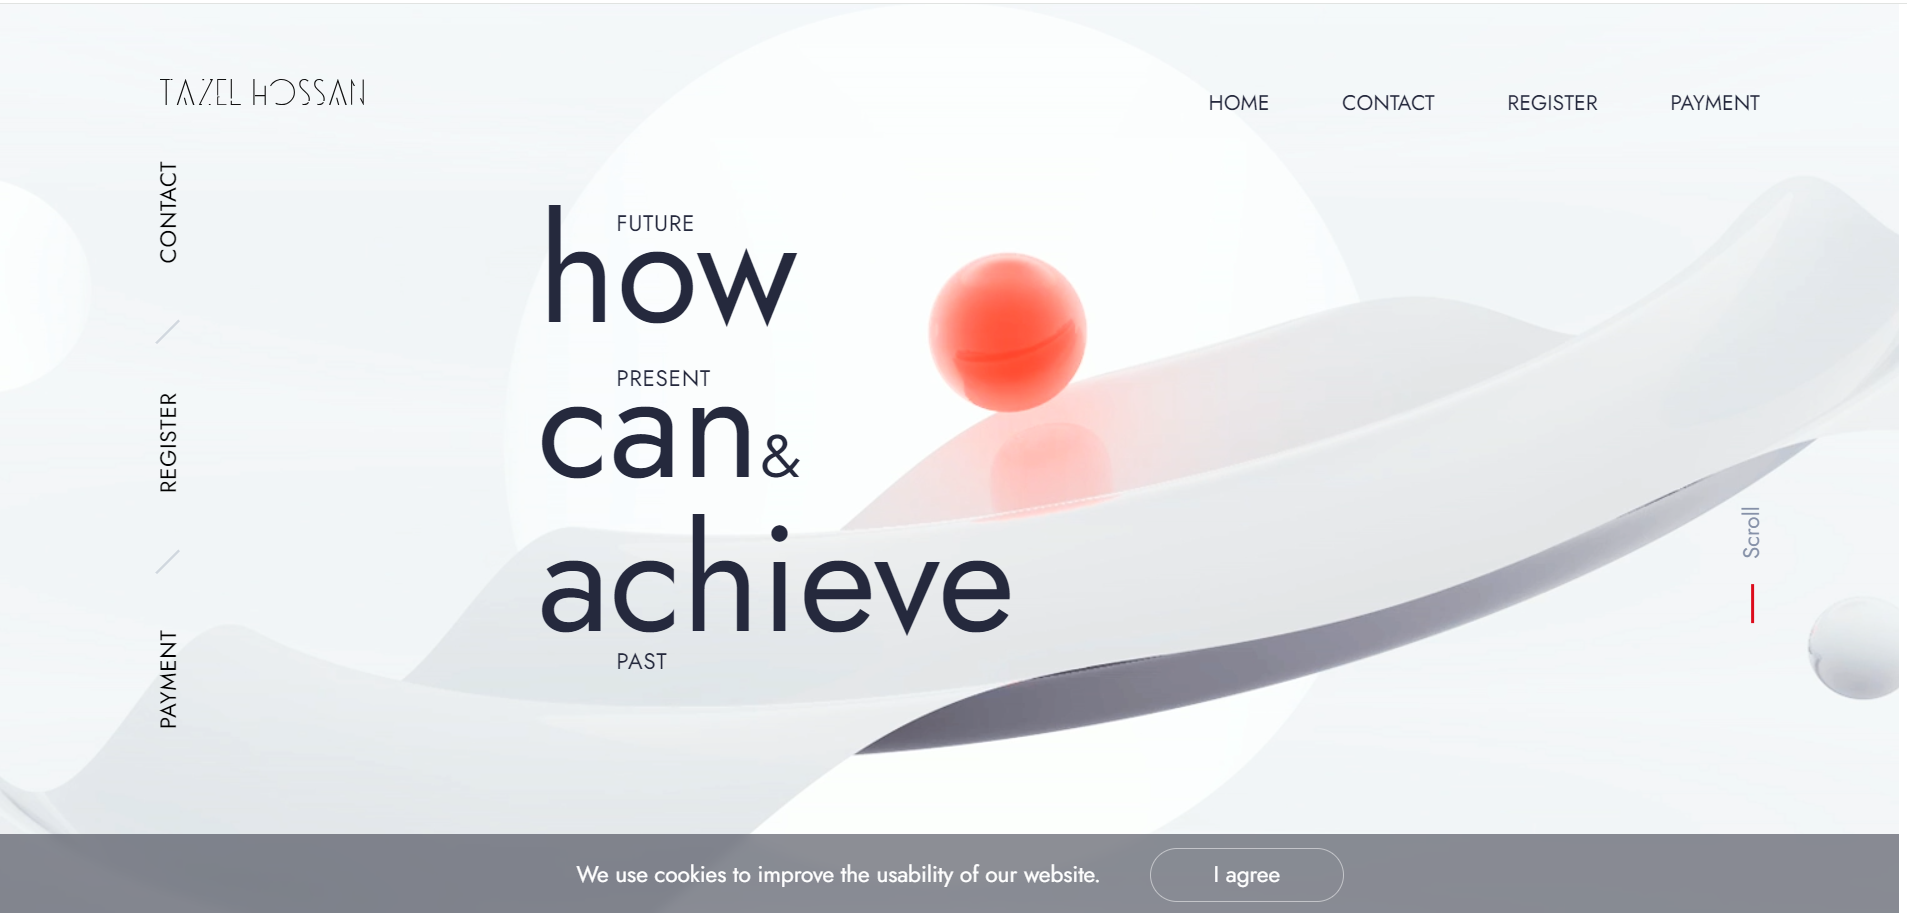 TAZEL HOSSAN
HOME CONTACT REGISTER PAYMENT
CONTACT
REGISTER
PAYMENT
FUTURE
how
PRESENT
can&
achieve
PAST
Scroll
We use cookies to improve the usability of our website. I agree